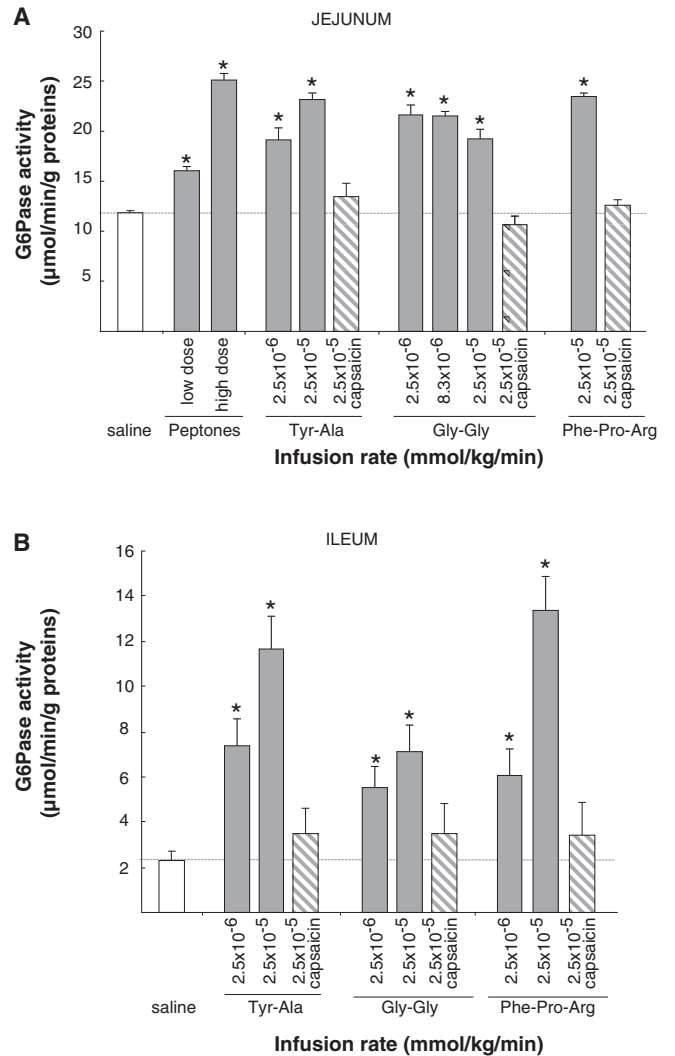 A
JEJUNUM
G6Pase activity
(µmol/min/g proteins)
30
25
20
15
10
5
* * * * * * * *
low dose
high dose
2.5x10-6
2.5x10-5
2.5x10-5
capsaicin
2.5x10-6
8.3x10-6
2.5x10-5
2.5x10-5
capsaicin
2.5x10-5
2.5x10-5
capsaicin
saline Peptones Tyr-Ala Gly-Gly Phe-Pro-Arg
Infusion rate (mmol/kg/min)
B
ILEUM
G6Pase activity
(µmol/min/g proteins)
16
14
12
10
8
6
4
2
* * * * * *
2.5x10-6
2.5x10-5
2.5x10-5
capsaicin
2.5x10-6
2.5x10-5
2.5x10-5
capsaicin
2.5x10-6
2.5x10-5
2.5x10-5
capsaicin
saline Tyr-Ala Gly-Gly Phe-Pro-Arg
Infusion rate (mmol/kg/min)